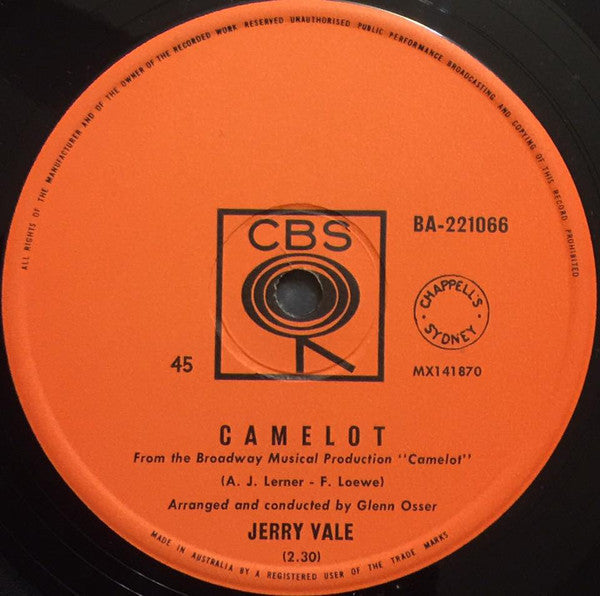 ALL RIGHTS OF THE MANUFACTURER AND OF THE OWNER OF THE RECORDED WORK RESERVED UNAUTHORISED PUBLIC PERFORMANCE BROADCASTING AND COPYING OF THIS RECORD PROHIBITED
CBS
BA-221066
CHAPPELL'S
• SYDNEY •
45
MX141870
CAMELOT
From the Broadway Musical Production "Camelot"
(A. J. Lerner - F. Loewe)
Arranged and conducted by Glenn Osser
JERRY VALE
(2.30)
MADE IN AUSTRALIA BY A REGISTERED USER OF THE TRADE MARKS